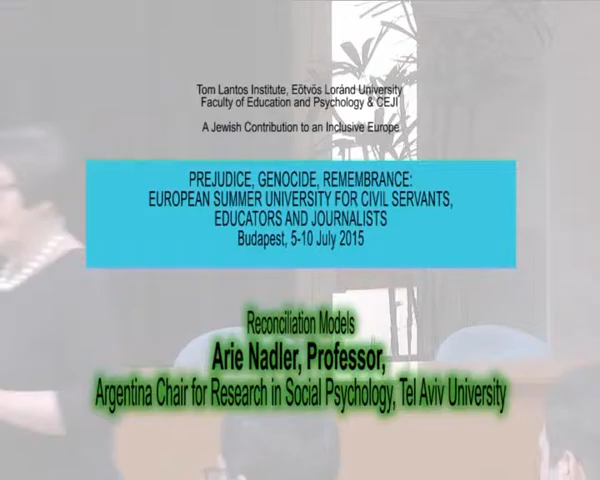 Tom Lantos Institute, Eötvös Loránd University
Faculty of Education and Psychology & CEJI
A Jewish Contribution to an Inclusive Europe
PREJUDICE, GENOCIDE, REMEMBRANCE:
EUROPEAN SUMMER UNIVERSITY FOR CIVIL SERVANTS,
EDUCATORS AND JOURNALISTS
Budapest, 5-10 July 2015
Reconciliation Models
Arie Nadler, Professor,
Argentina Chair for Research in Social Psychology, Tel Aviv University